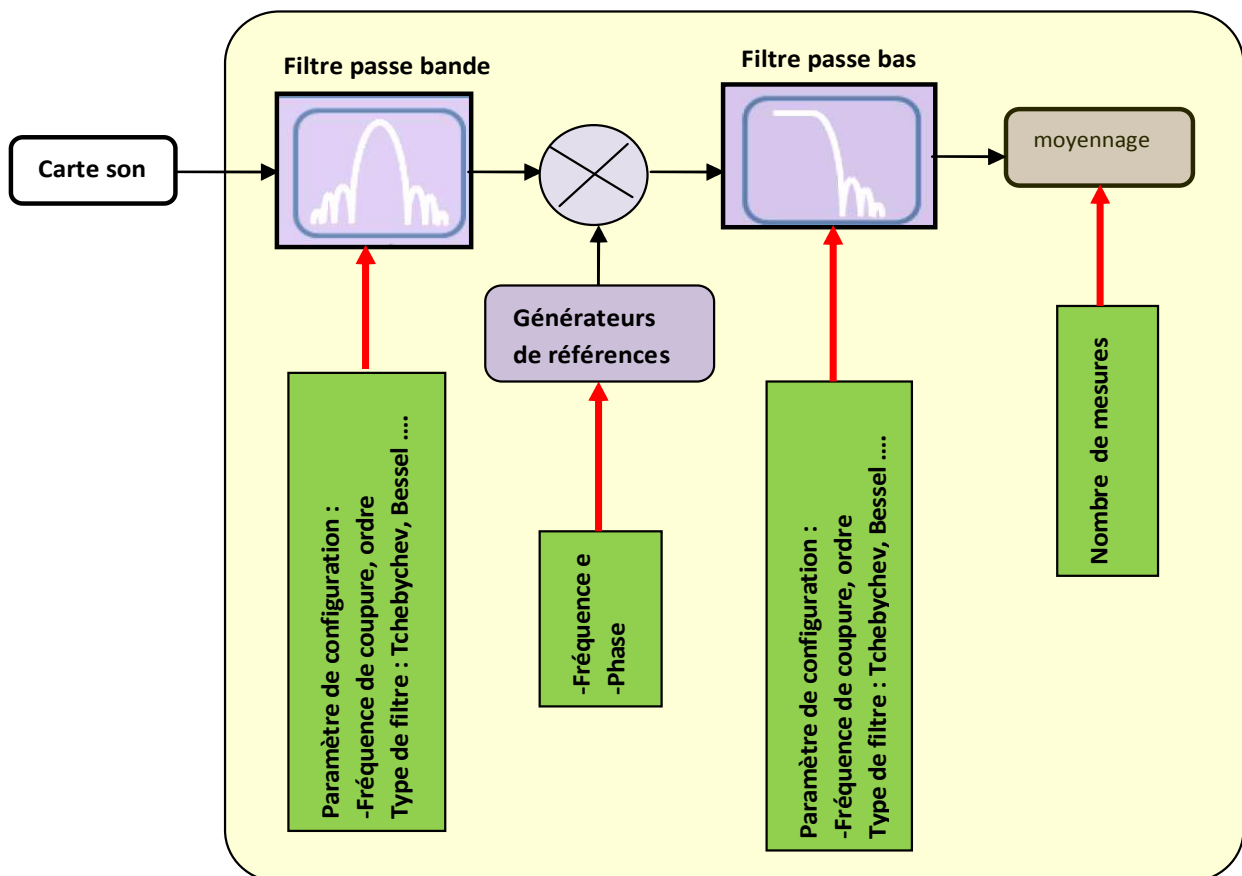 Filtre passe bande
Filtre passe bas
Carte son
moyennage
Générateurs
de références
Paramètre de configuration :
-Fréquence de coupure, ordre
Type de filtre : Tchebychev, Bessel ....
-Fréquence e
-Phase
Paramètre de configuration :
-Fréquence de coupure, ordre
Type de filtre : Tchebychev, Bessel ....
Nombre de mesures